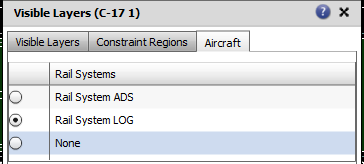 Visible Layers (C-17 1)
Visible Layers Constraint Regions Aircraft
Rail Systems
Rail System ADS
Rail System LOG
None